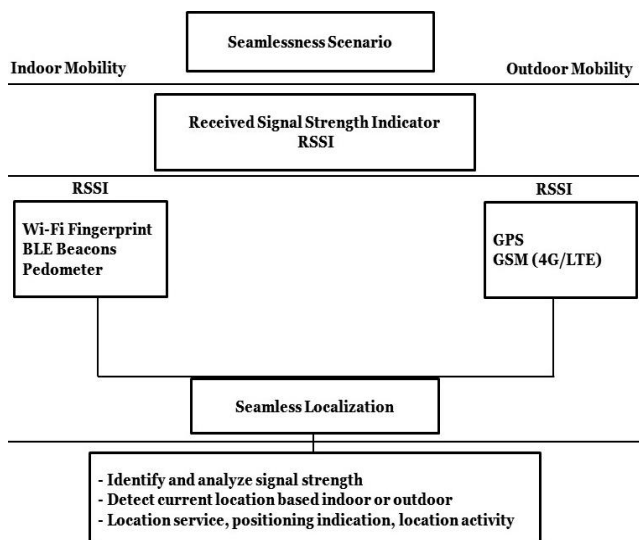 Seamlessness Scenario
Indoor Mobility
Outdoor Mobility
Received Signal Strength Indicator
RSSI
RSSI
Wi-Fi Fingerprint
BLE Beacons
Pedometer
RSSI
GPS
GSM (4G/LTE)
Seamless Localization
- Identify and analyze signal strength
- Detect current location based indoor or outdoor
- Location service, positioning indication, location activity